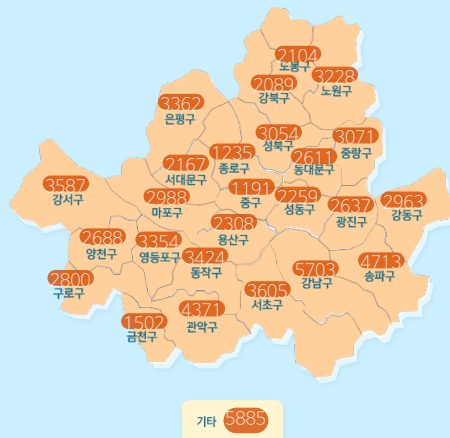 2104
노봉구
2089
강북구
3228
노원구
3362
은평구
3054
성북구
3071
중랑구
1235
종로구
2611
동대문구
2167
서대문구
3587
강서구
2988
마포구
1191
중구
2259
성동구
2637
광진구
2963
강동구
2308
용산구
2688
양천구
3354
영등포구
3424
동작구
4713
송파구
5703
강남구
2800
구로구
3605
서초구
1502
금천구
4371
관악구
기타 5885